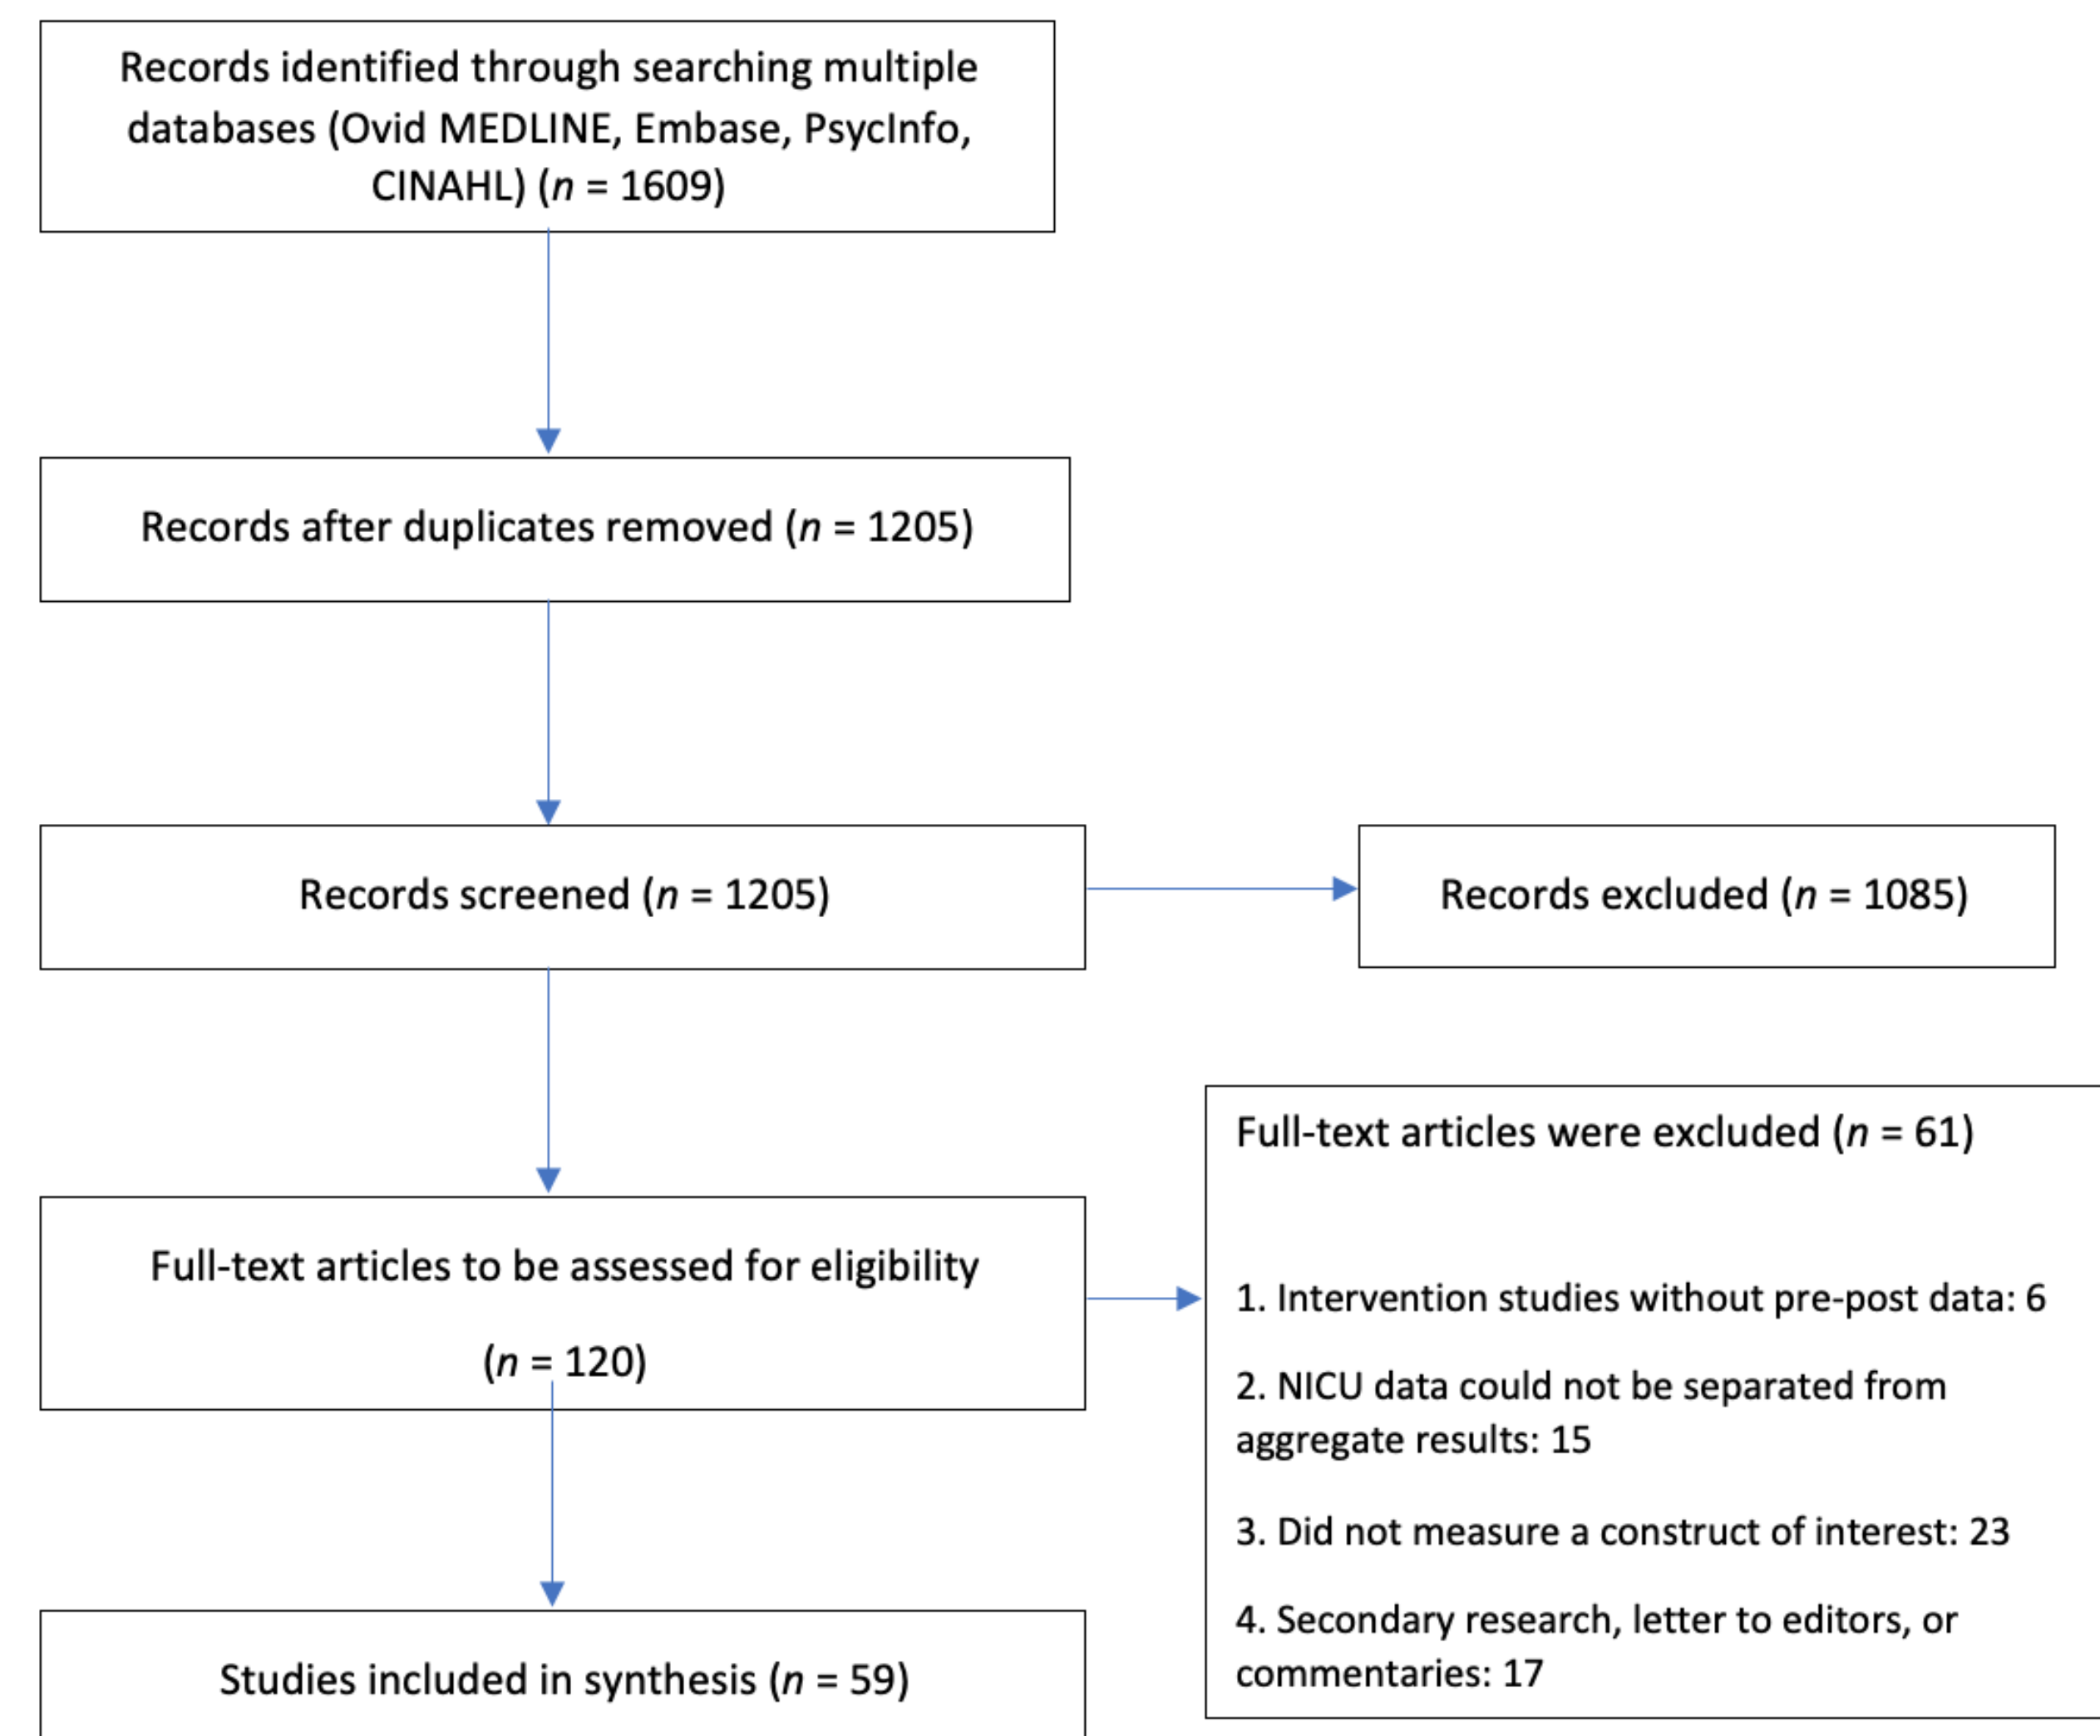 Records identified through searching multiple
databases (Ovid MEDLINE, Embase, PsycInfo,
CINAHL) (n = 1609)
Records after duplicates removed (n = 1205)
Records screened (n = 1205)
Records excluded (n = 1085)
Full-text articles to be assessed for eligibility
(n = 120)
Full-text articles were excluded (n = 61)
1. Intervention studies without pre-post data: 6
2. NICU data could not be separated from
aggregate results: 15
3. Did not measure a construct of interest: 23
4. Secondary research, letter to editors, or
commentaries: 17
Studies included in synthesis (n = 59)